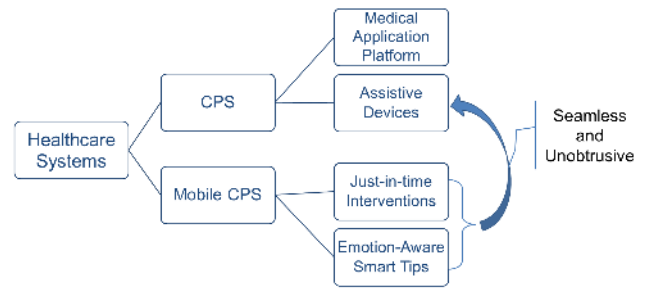 Medical
Application
Platform
CPS
Assistive
Devices
Seamless
and
Unobtrusive
Healthcare
Systems
Mobile CPS
Just-in-time
Interventions
Emotion-Aware
Smart Tips